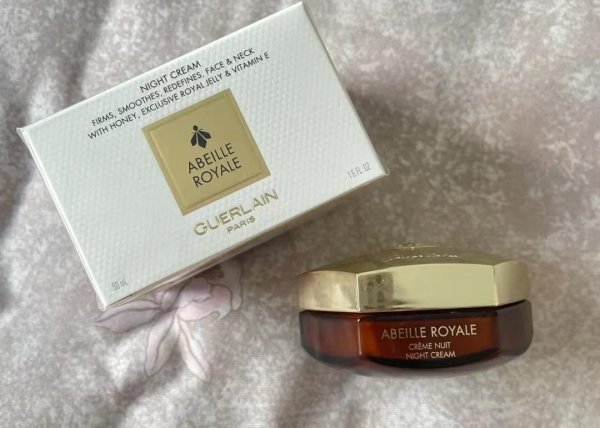 NIGHT CREAM
FIRMS, SMOOTHES, REDEFINES, FACE & NECK
WITH HONEY, EXCLUSIVE ROYAL JELLY & VITAMIN E
ABEILLE
ROYALE
GUERLAIN
PARIS
50 mL
1.6 FL.OZ
ABEILLE ROYALE
CRÈME NUIT
NIGHT CREAM